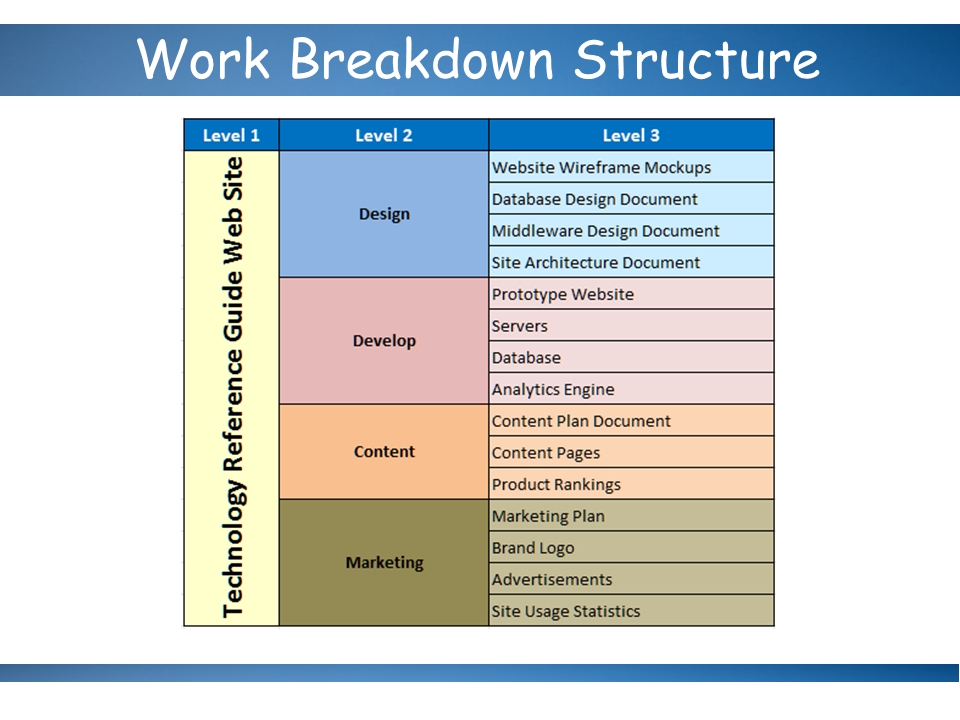 Work Breakdown Structure
Level 1 Level 2 Level 3
Technology Reference Guide Web Site
Design
Website Wireframe Mockups
Database Design Document
Middleware Design Document
Site Architecture Document
Develop
Prototype Website
Servers
Database
Analytics Engine
Content
Content Plan Document
Content Pages
Product Rankings
Marketing
Marketing Plan
Brand Logo
Advertisements
Site Usage Statistics